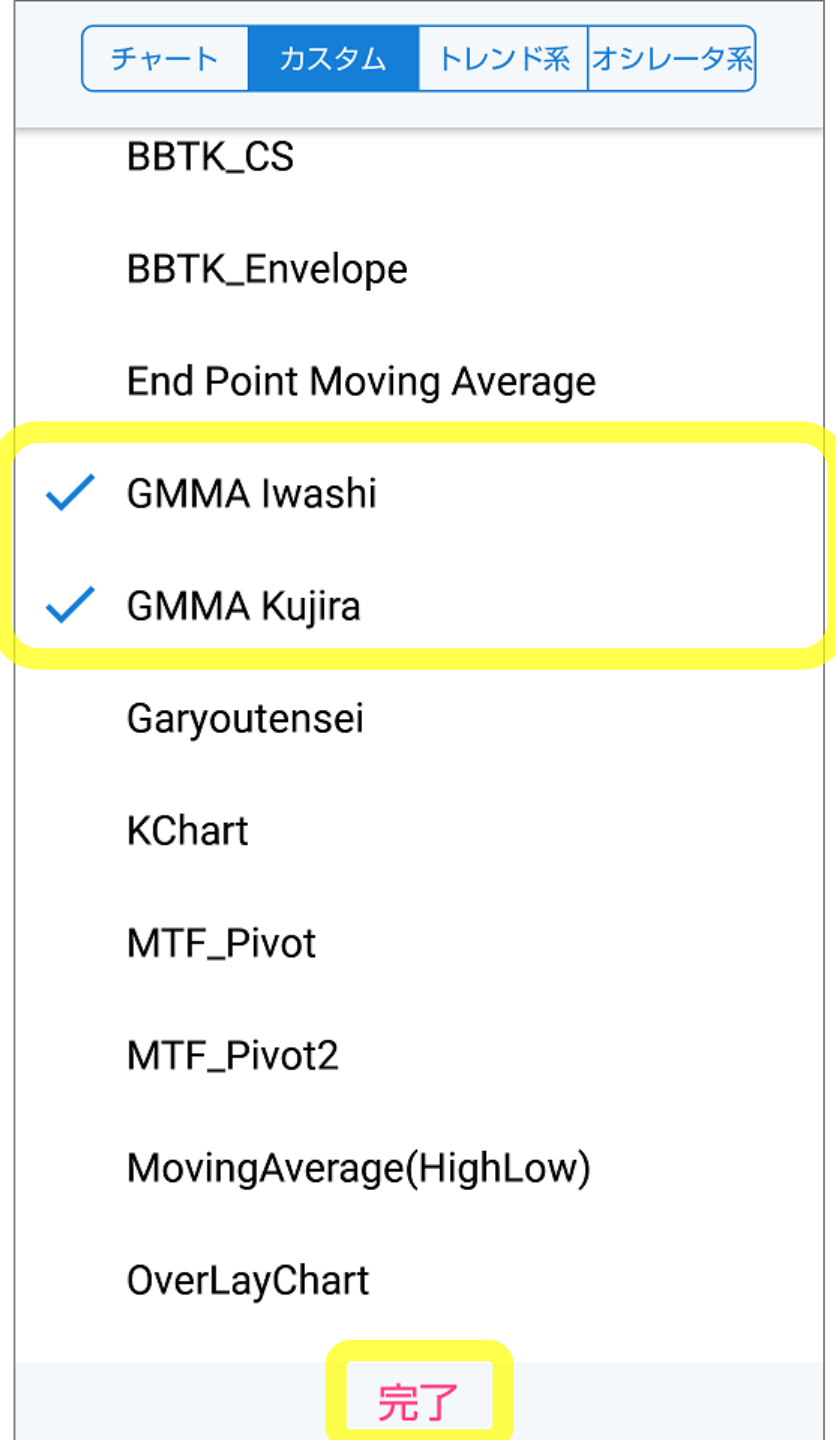 チャート カスタム トレンド系 オシレータ系
BBTK_CS
BBTK_Envelope
End Point Moving Average
GMMA Iwashi
GMMA Kujira
Garyoutensei
KChart
MTF_Pivot
MTF_Pivot2
MovingAverage(HighLow)
OverLayChart
完了